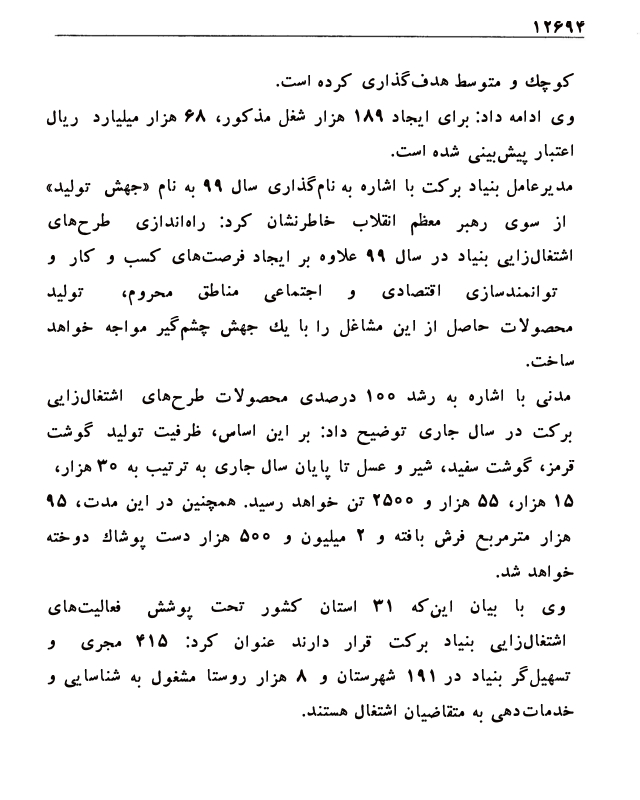 ۱۲۶۹۴
کوچك و متوسط هدف‌گذاری کرده است.
وی ادامه داد: برای ایجاد ۱۸۹ هزار شغل مذکور، ۶۸ هزار میلیارد ریال
اعتبار پیش‌بینی شده است.
مدیرعامل بنیاد برکت با اشاره به نام‌گذاری سال ۹۹ به نام «جهش تولید»
از سوی رهبر معظم انقلاب خاطرنشان کرد: راه‌اندازی طرح‌های
اشتغال‌زایی بنیاد در سال ۹۹ علاوه بر ایجاد فرصت‌های کسب و کار و
توانمندسازی اقتصادی و اجتماعی مناطق محروم، تولید
محصولات حاصل از این مشاغل را با یك جهش چشم‌گیر مواجه خواهد
ساخت.
مدنی با اشاره به رشد ۱۰۰ درصدی محصولات طرح‌های اشتغال‌زایی
برکت در سال جاری توضیح داد: بر این اساس، ظرفیت تولید گوشت
قرمز، گوشت سفید، شیر و عسل تا پایان سال جاری به ترتیب به ۳۰ هزار،
۱۵ هزار، ۵۵ هزار و ۲۵۰۰ تن خواهد رسید. همچنین در این مدت، ۹۵
هزار مترمربع فرش بافته و ۲ میلیون و ۵۰۰ هزار دست پوشاك دوخته
خواهد شد.
وی با بیان این‌که ۳۱ استان کشور تحت پوشش فعالیت‌های
اشتغال‌زایی بنیاد برکت قرار دارند عنوان کرد: ۴۱۵ مجری و
تسهیل‌گر بنیاد در ۱۹۱ شهرستان و ۸ هزار روستا مشغول به شناسایی و
خدمات‌دهی به متقاضیان اشتغال هستند.